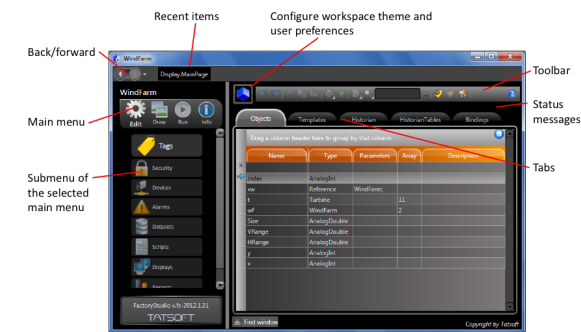 Recent items
Configure workspace theme and
user preferences
Back/forward
WindFarm
Display.MainPage
Toolbar
WindFarm
Main menu
Edit
Draw
Run
Info
Status
messages
Objects
Templates
Historian
HistorianTables
Bindings
Drag a column header here to group by that column
Tags
Name
Type
Parameters
Array
Description
Tabs
Submenu of
the selected
main menu
Security
Devices
Alarms
Datasets
Scripts
Displays
Reports
index
AnalogInt
xw
Reference
WindFarm;
t
Turbine
11
wf
WindFarm
2
Size
AnalogDouble
VRange
AnalogDouble
HRange
AnalogDouble
y
AnalogInt
x
AnalogInt
FactoryStudio v.fs-2012.1.31
TATSOFT
Find window
Copyright by Tatsoft